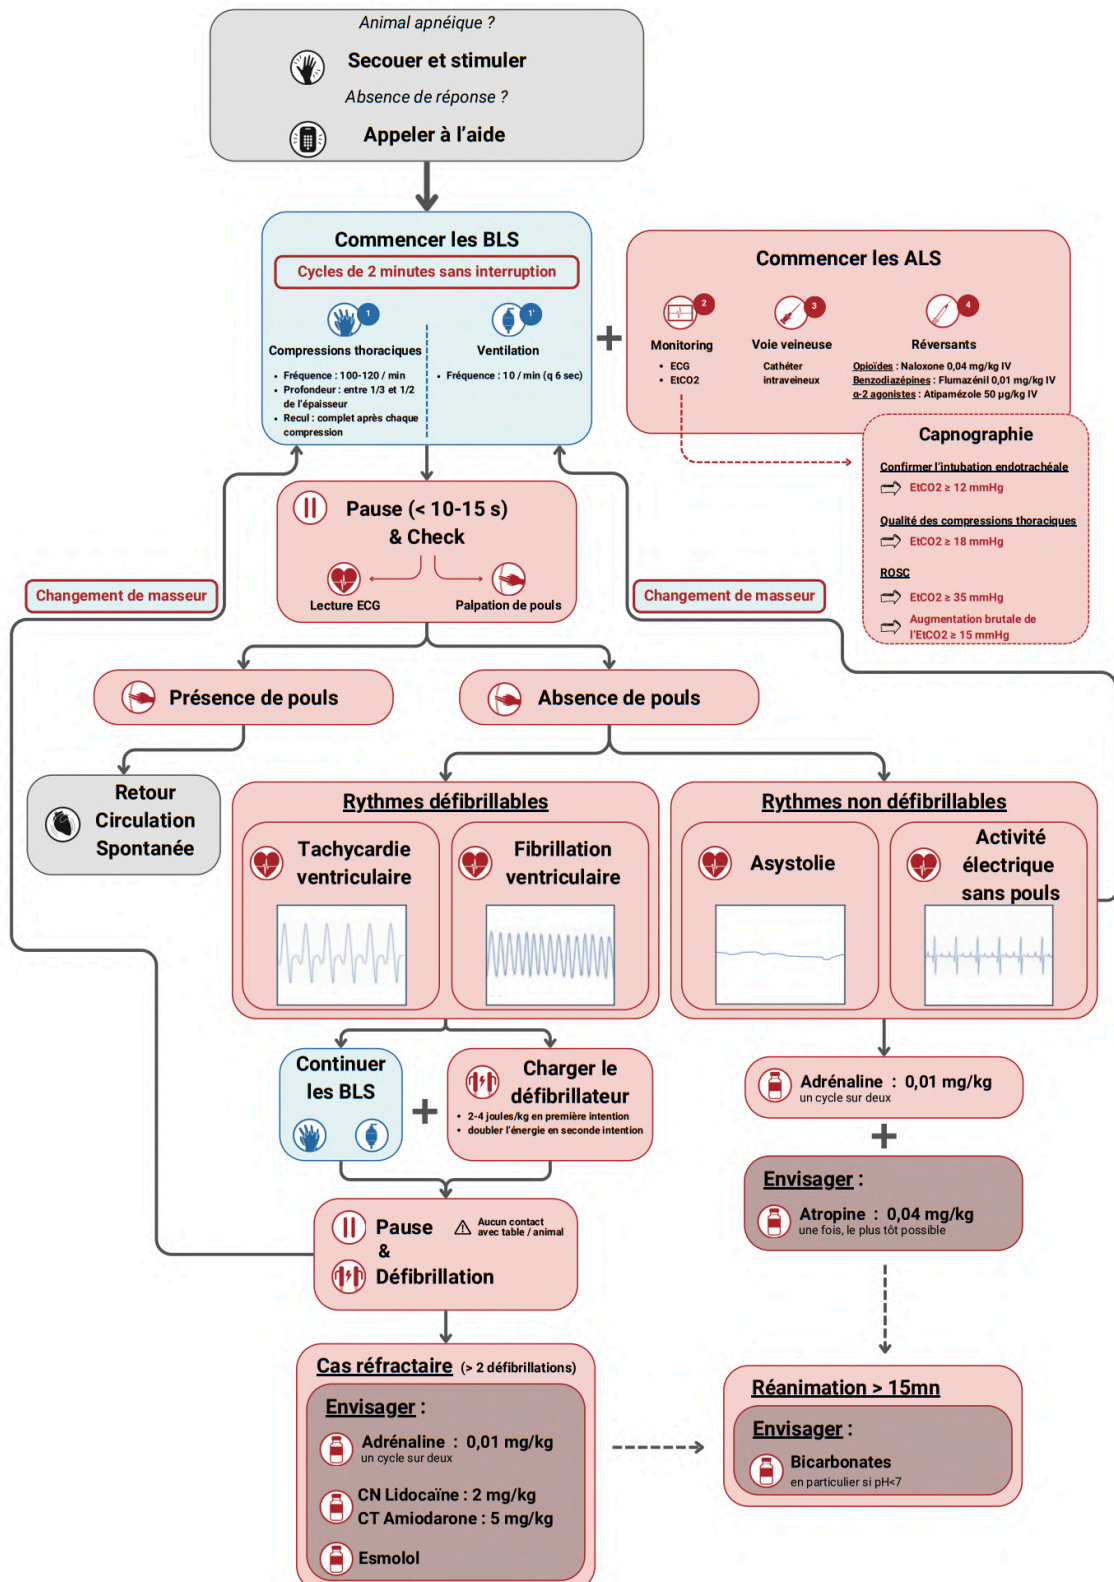 Animal apnéique ?
Secouer et stimuler
Absence de réponse ?
Appeler à l'aide
Commencer les BLS
Cycles de 2 minutes sans interruption
1
Compressions thoraciques
• Fréquence : 100-120 / min
• Profondeur : entre 1/3 et 1/2
de l'épaisseur
• Recul : complet après chaque
compression
1'
Ventilation
• Fréquence : 10 / min (q 6 sec)
+
Commencer les ALS
2
Monitoring
• ECG
• EtCO2
3
Voie veineuse
Cathéter
intraveineux
4
Réversants
Opioïdes : Naloxone 0,04 mg/kg IV
Benzodiazépines : Flumazénil 0,01 mg/kg IV
α-2 agonistes : Atipamézole 50 µg/kg IV
Capnographie
Confirmer l'intubation endotrachéale
EtCO2 ≥ 12 mmHg
Qualité des compressions thoraciques
EtCO2 ≥ 18 mmHg
ROSC
EtCO2 ≥ 35 mmHg
Augmentation brutale de
l'EtCO2 ≥ 15 mmHg
Pause (< 10-15 s)
& Check
Lecture ECG
Palpation de pouls
Changement de masseur
Changement de masseur
Présence de pouls
Absence de pouls
Retour
Circulation
Spontanée
Rythmes défibrillables
Tachycardie
ventriculaire
Fibrillation
ventriculaire
Rythmes non défibrillables
Asystolie
Activité
électrique
sans pouls
Continuer
les BLS
+
Charger le
défibrillateur
• 2-4 joules/kg en première intention
• doubler l'énergie en seconde intention
Adrénaline : 0,01 mg/kg
un cycle sur deux
+
Envisager :
Atropine : 0,04 mg/kg
une fois, le plus tôt possible
Pause
&
Défibrillation
Aucun contact
avec table / animal
Cas réfractaire (> 2 défibrillations)
Envisager :
Adrénaline : 0,01 mg/kg
un cycle sur deux
CN Lidocaïne : 2 mg/kg
CT Amiodarone : 5 mg/kg
Esmolol
Réanimation > 15mn
Envisager :
Bicarbonates
en particulier si pH<7